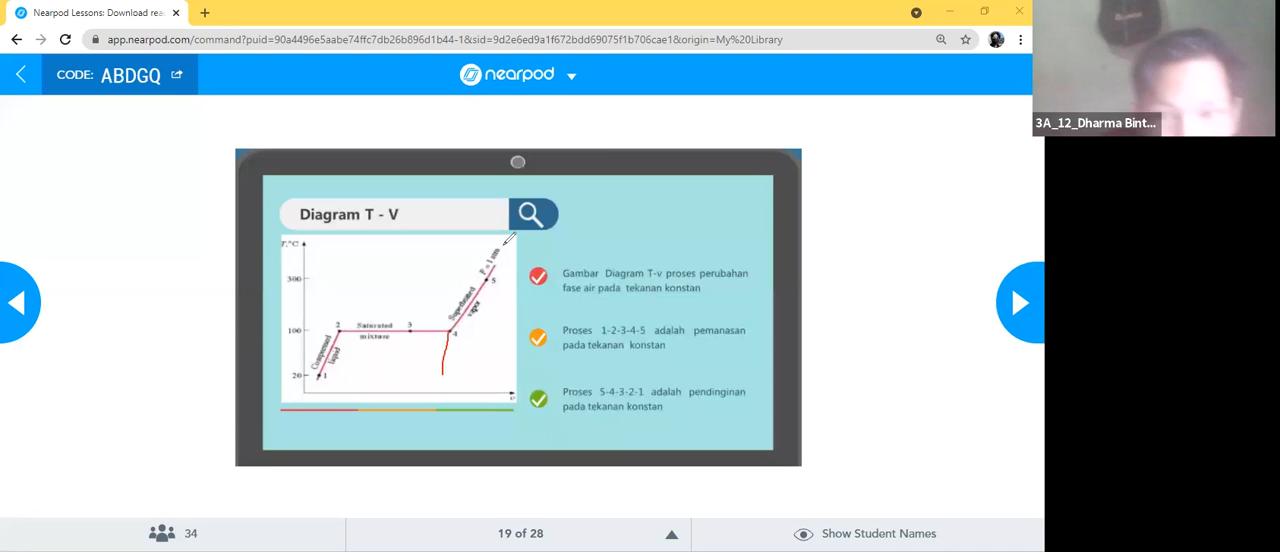 Nearpod Lessons: Download rea
app.nearpod.com/command?puid=90a4496e5aabe74ffc7db26b896d1b44-1&sid=9d2e6ed9a1f672bdd69075f1b706cae1&origin=My%20Library
CODE: ABDGQ
nearpod
3A_12_Dharma Bint...
Diagram T - V
T, °C
300
100
20
1
2
3
4
5
Compressed liquid
Saturated
mixture
Superheated
vapor
P = 1 atm
v
Gambar Diagram T-v proses perubahan
fase air pada tekanan konstan
Proses 1-2-3-4-5 adalah pemanasan
pada tekanan konstan
Proses 5-4-3-2-1 adalah pendinginan
pada tekanan konstan
34
19 of 28
Show Student Names